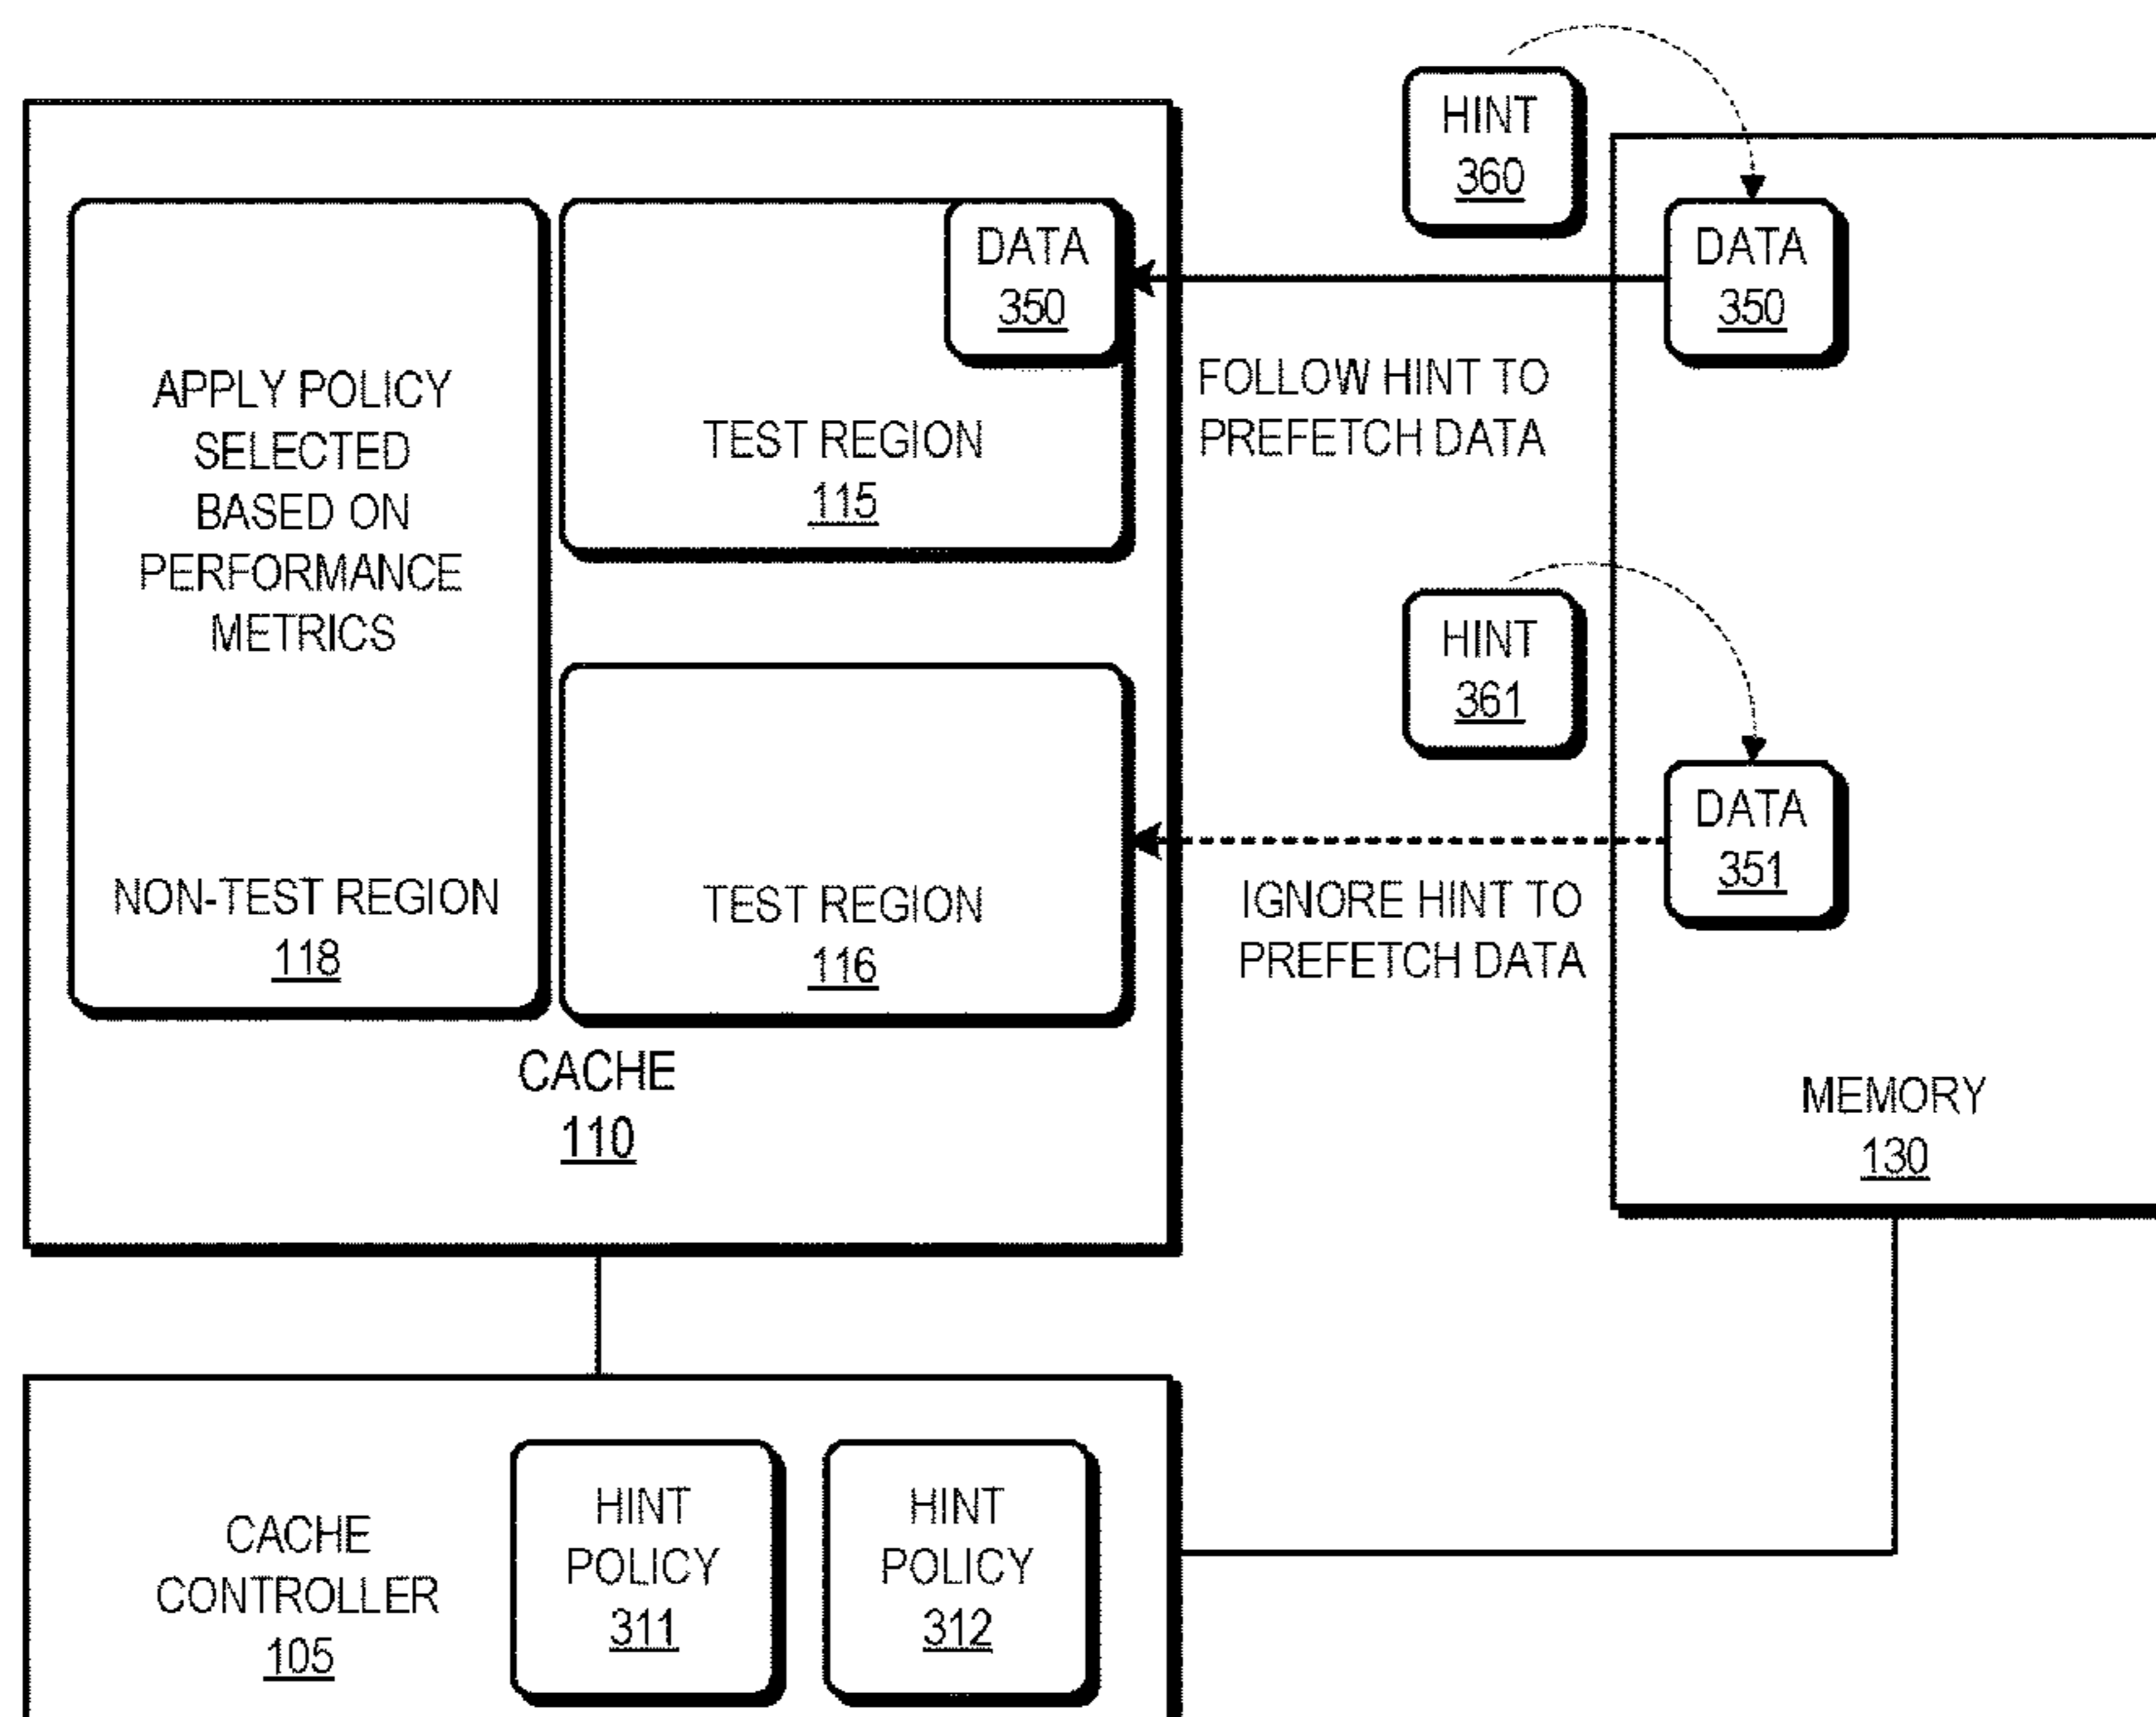 HINT
360
DATA
350
DATA
350
APPLY POLICY
SELECTED
BASED ON
PERFORMANCE
METRICS
NON-TEST REGION
118
TEST REGION
115
FOLLOW HINT TO
PREFETCH DATA
HINT
361
DATA
351
TEST REGION
116
IGNORE HINT TO
PREFETCH DATA
CACHE
110
MEMORY
130
CACHE
CONTROLLER
105
HINT
POLICY
311
HINT
POLICY
312